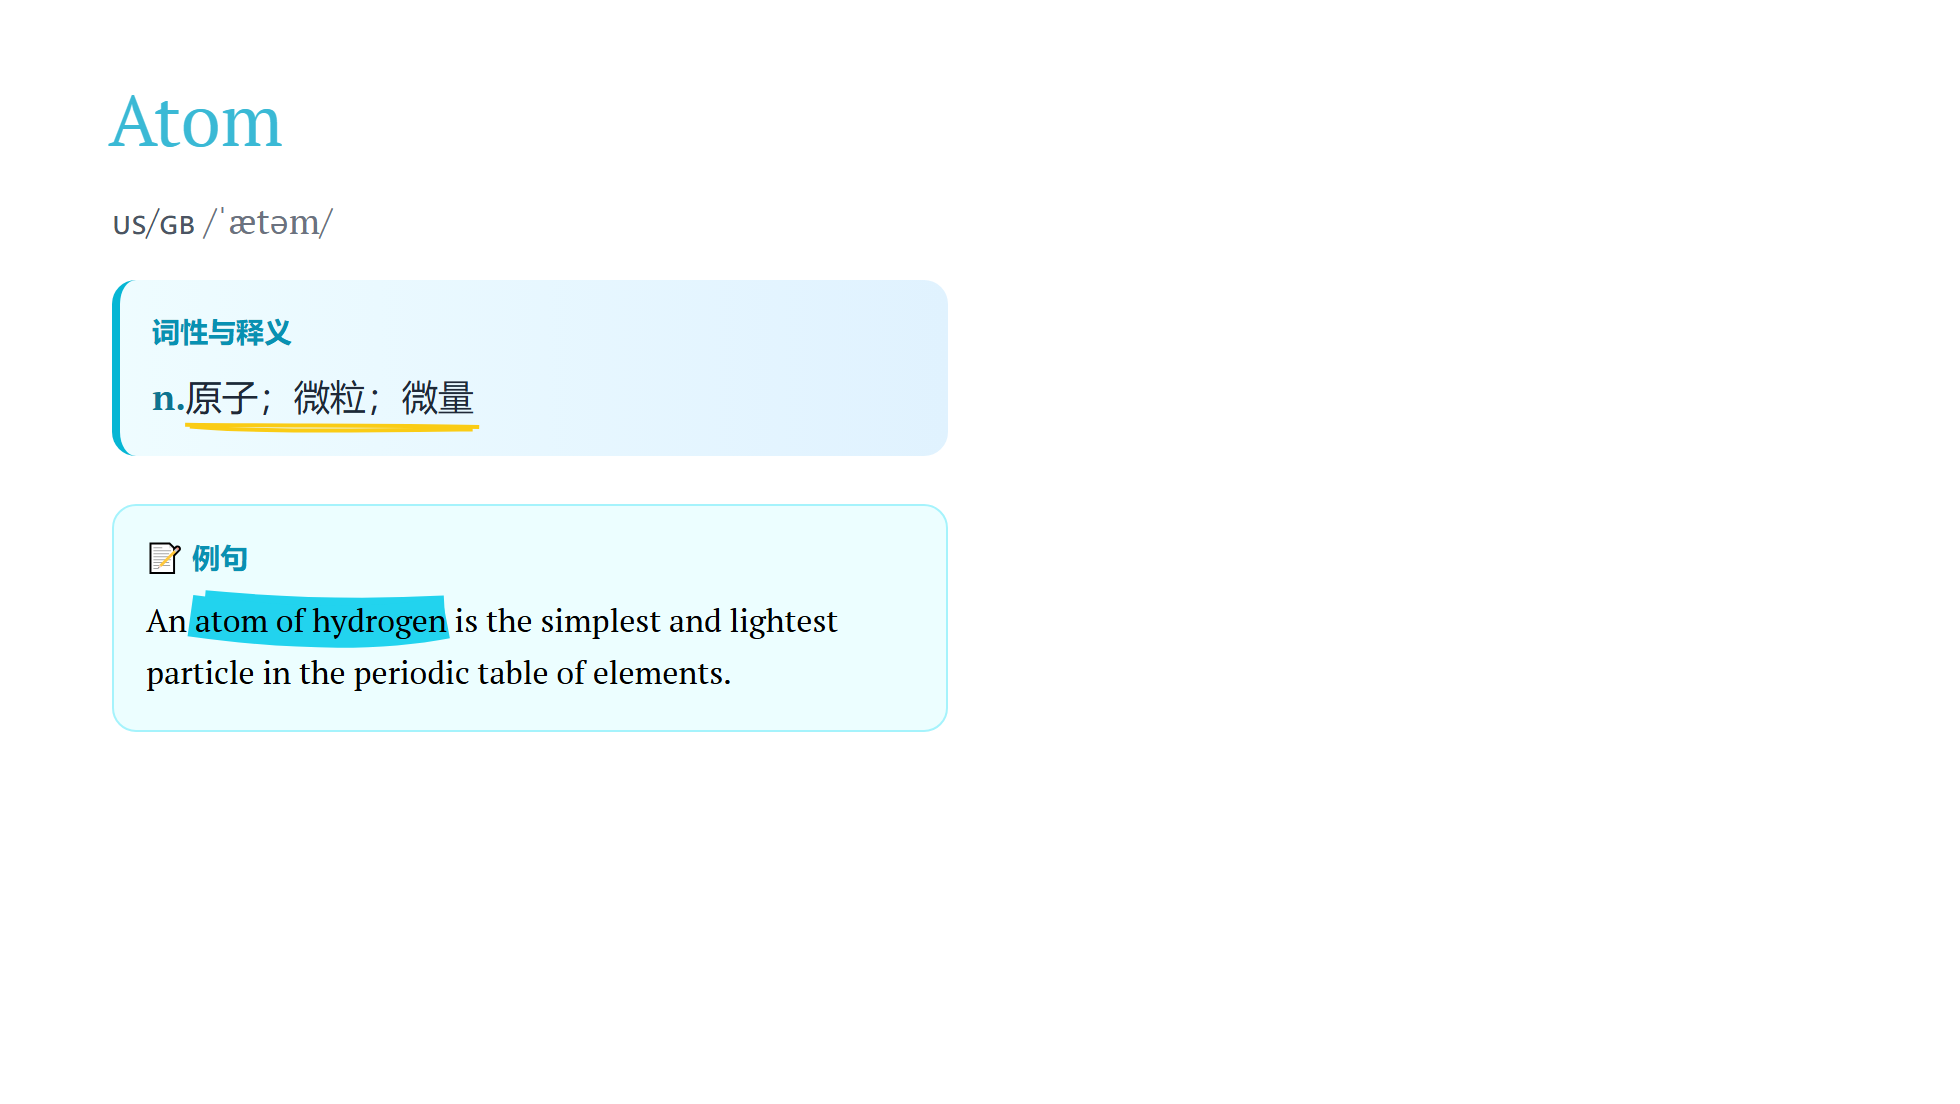 Atom
US/GB /ˈætəm/
词性与释义
n.原子；微粒；微量
📝 例句
An atom of hydrogen is the simplest and lightest
particle in the periodic table of elements.